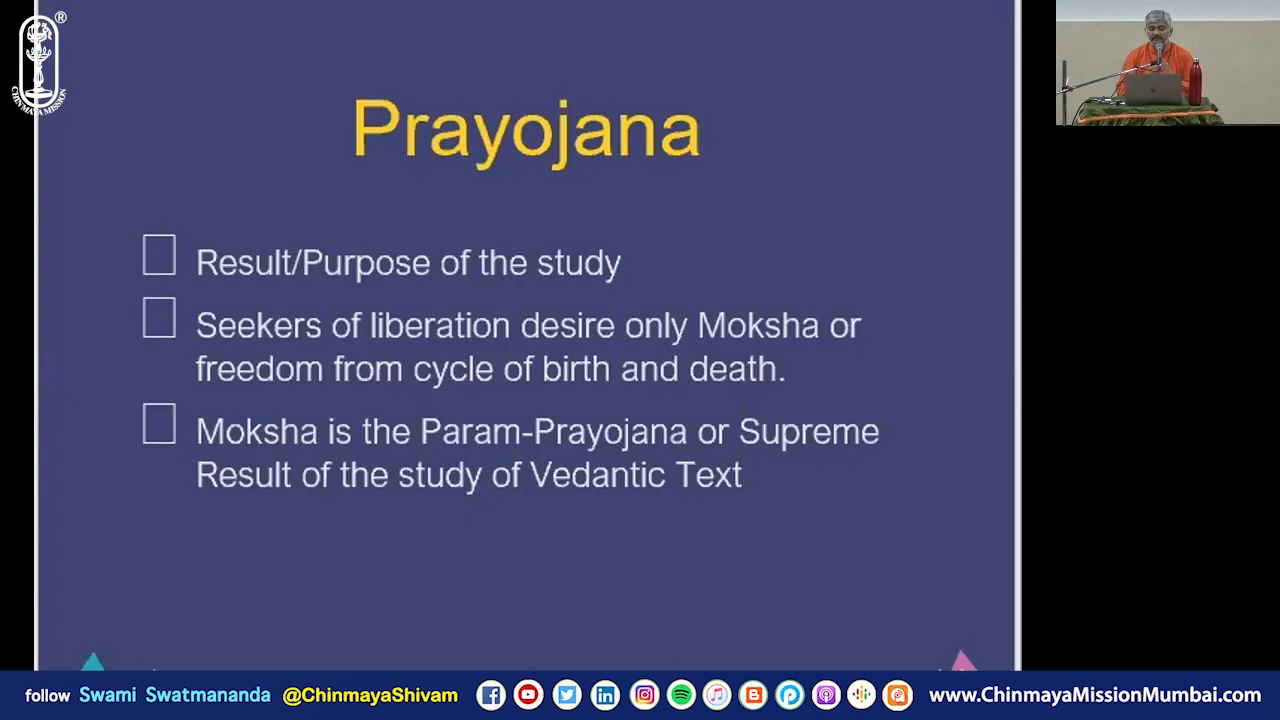 ®
CHINMAYA MISSION
Prayojana
Result/Purpose of the study
Seekers of liberation desire only Moksha or
freedom from cycle of birth and death.
Moksha is the Param-Prayojana or Supreme
Result of the study of Vedantic Text
follow Swami Swatmananda @ChinmayaShivam www.ChinmayaMissionMumbai.com